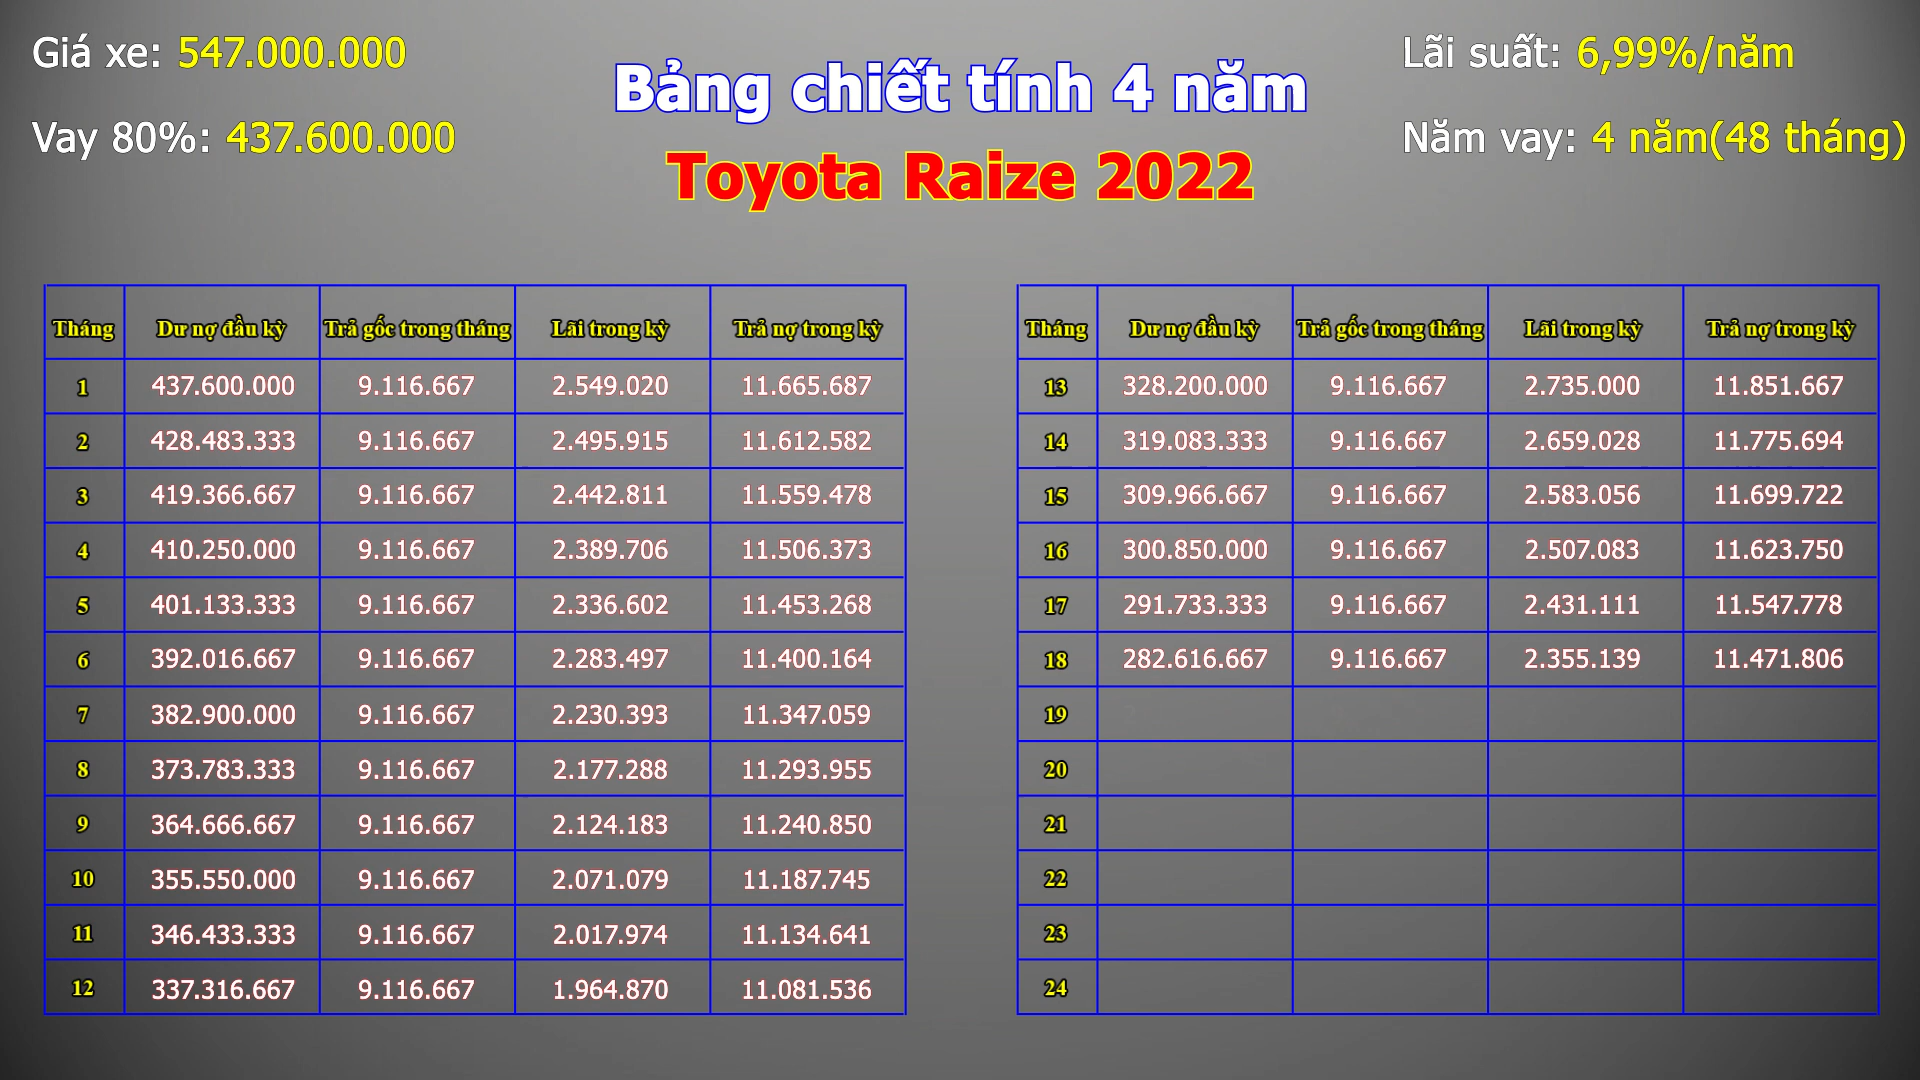 Giá xe: 547.000.000
Vay 80%: 437.600.000
Bảng chiết tính 4 năm
Toyota Raize 2022
Lãi suất: 6,99%/năm
Năm vay: 4 năm(48 tháng)
Tháng Dư nợ đầu kỳ Trả gốc trong tháng Lãi trong kỳ Trả nợ trong kỳ
1 437.600.000 9.116.667 2.549.020 11.665.687
2 428.483.333 9.116.667 2.495.915 11.612.582
3 419.366.667 9.116.667 2.442.811 11.559.478
4 410.250.000 9.116.667 2.389.706 11.506.373
5 401.133.333 9.116.667 2.336.602 11.453.268
6 392.016.667 9.116.667 2.283.497 11.400.164
7 382.900.000 9.116.667 2.230.393 11.347.059
8 373.783.333 9.116.667 2.177.288 11.293.955
9 364.666.667 9.116.667 2.124.183 11.240.850
10 355.550.000 9.116.667 2.071.079 11.187.745
11 346.433.333 9.116.667 2.017.974 11.134.641
12 337.316.667 9.116.667 1.964.870 11.081.536
Tháng Dư nợ đầu kỳ Trả gốc trong tháng Lãi trong kỳ Trả nợ trong kỳ
13 328.200.000 9.116.667 2.735.000 11.851.667
14 319.083.333 9.116.667 2.659.028 11.775.694
15 309.966.667 9.116.667 2.583.056 11.699.722
16 300.850.000 9.116.667 2.507.083 11.623.750
17 291.733.333 9.116.667 2.431.111 11.547.778
18 282.616.667 9.116.667 2.355.139 11.471.806
19
20
21
22
23
24